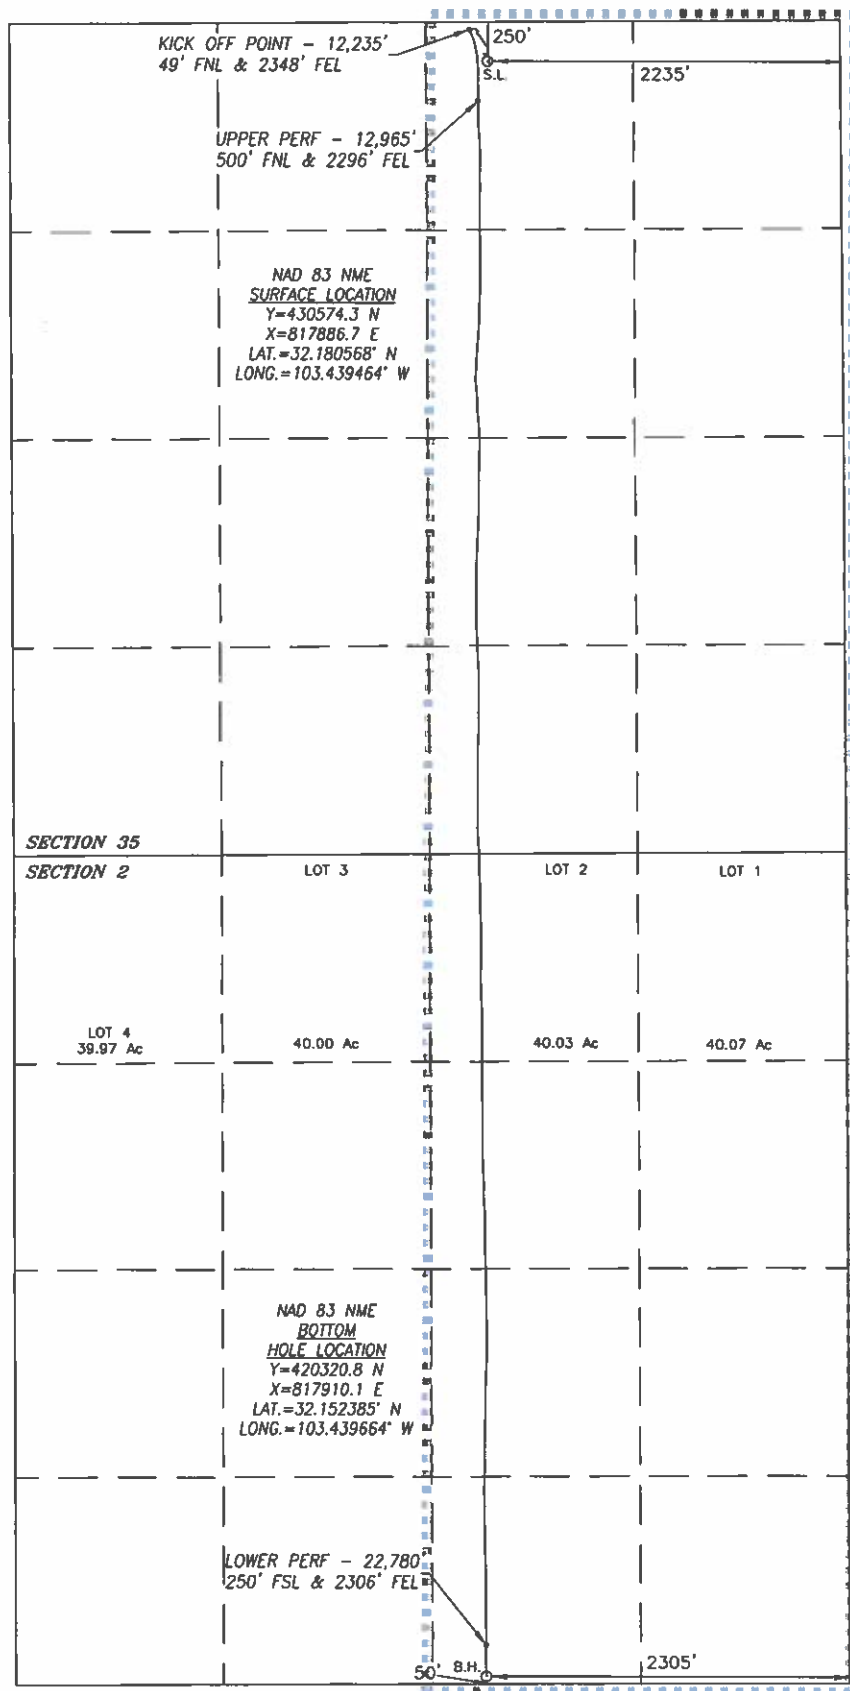 KICK OFF POINT - 12,235'
49' FNL & 2348' FEL
250'
S.L.
2235'
UPPER PERF - 12,965'
500' FNL & 2296' FEL
NAD 83 NME
SURFACE LOCATION
Y=430574.3 N
X=817886.7 E
LAT.=32.180568° N
LONG.=103.439464° W
SECTION 35
SECTION 2
LOT 3
LOT 2
LOT 1
LOT 4
39.97 Ac
40.00 Ac
40.03 Ac
40.07 Ac
NAD 83 NME
BOTTOM
HOLE LOCATION
Y=420320.8 N
X=817910.1 E
LAT.=32.152385° N
LONG.=103.439664° W
LOWER PERF - 22,780'
250' FSL & 2306' FEL
50'
B.H.
2305'